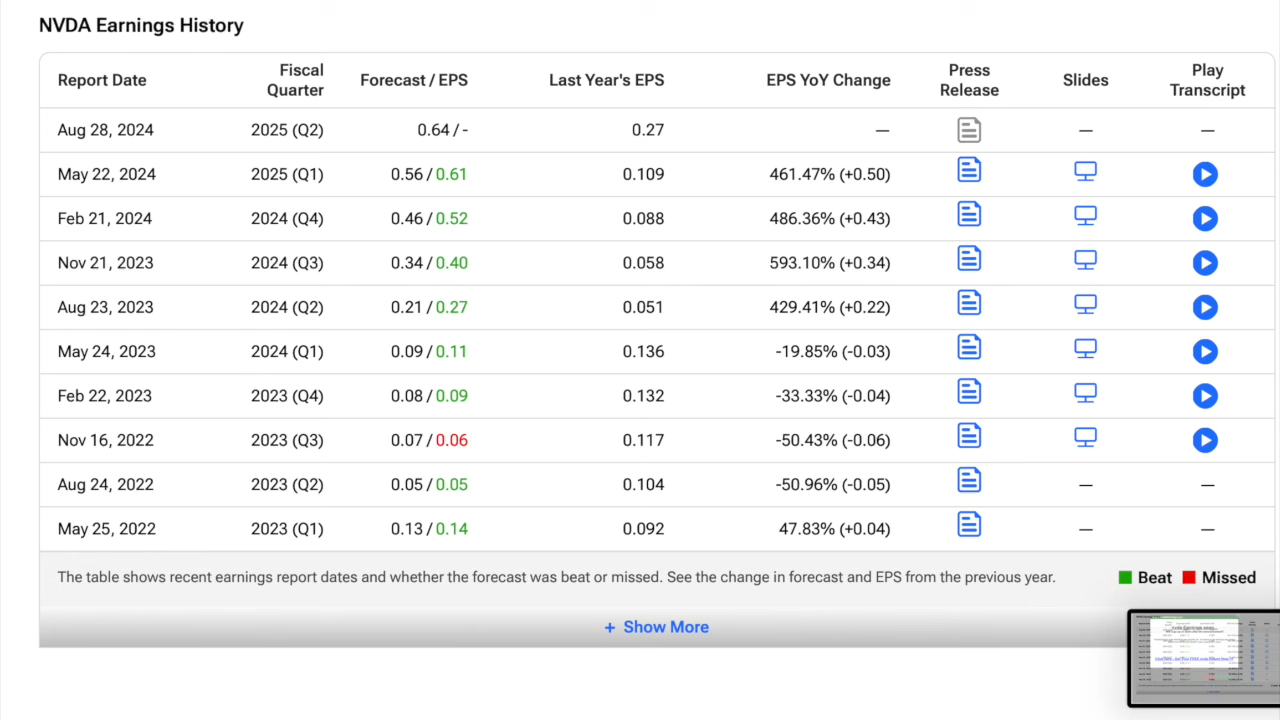 NVDA Earnings History
Report Date Fiscal Quarter Forecast / EPS Last Year's EPS EPS YoY Change Press Release Slides Play Transcript
Aug 28, 2024 2025 (Q2) 0.64 / - 0.27 — — —
May 22, 2024 2025 (Q1) 0.56 / 0.61 0.109 461.47% (+0.50)
Feb 21, 2024 2024 (Q4) 0.46 / 0.52 0.088 486.36% (+0.43)
Nov 21, 2023 2024 (Q3) 0.34 / 0.40 0.058 593.10% (+0.34)
Aug 23, 2023 2024 (Q2) 0.21 / 0.27 0.051 429.41% (+0.22)
May 24, 2023 2024 (Q1) 0.09 / 0.11 0.136 -19.85% (-0.03)
Feb 22, 2023 2023 (Q4) 0.08 / 0.09 0.132 -33.33% (-0.04)
Nov 16, 2022 2023 (Q3) 0.07 / 0.06 0.117 -50.43% (-0.06)
Aug 24, 2022 2023 (Q2) 0.05 / 0.05 0.104 -50.96% (-0.05) — —
May 25, 2022 2023 (Q1) 0.13 / 0.14 0.092 47.83% (+0.04) — —
The table shows recent earnings report dates and whether the forecast was beat or missed. See the change in forecast and EPS from the previous year. Beat Missed
+ Show More